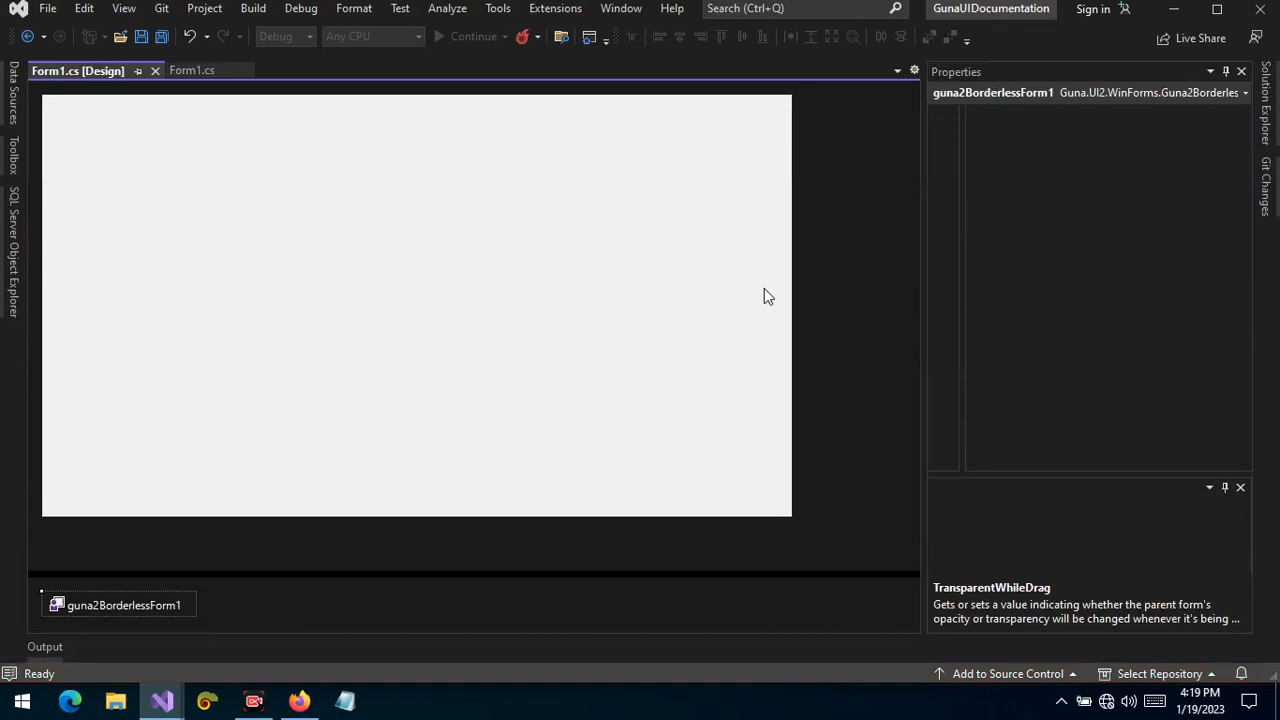 File Edit View Git Project Build Debug Format Test Analyze Tools Extensions Window Help Search (Ctrl+Q) GunaUIDocumentation Sign in
Debug Any CPU Continue Live Share
Form1.cs [Design] Form1.cs
Data Sources
Toolbox
SQL Server Object Explorer
Properties
guna2BorderlessForm1 Guna.UI2.WinForms.Guna2Borderles
Solution Explorer
Git Changes
TransparentWhileDrag
Gets or sets a value indicating whether the parent form's
opacity or transparency will be changed whenever it's being ...
guna2BorderlessForm1
Output
Ready Add to Source Control Select Repository
4:19 PM
1/19/2023